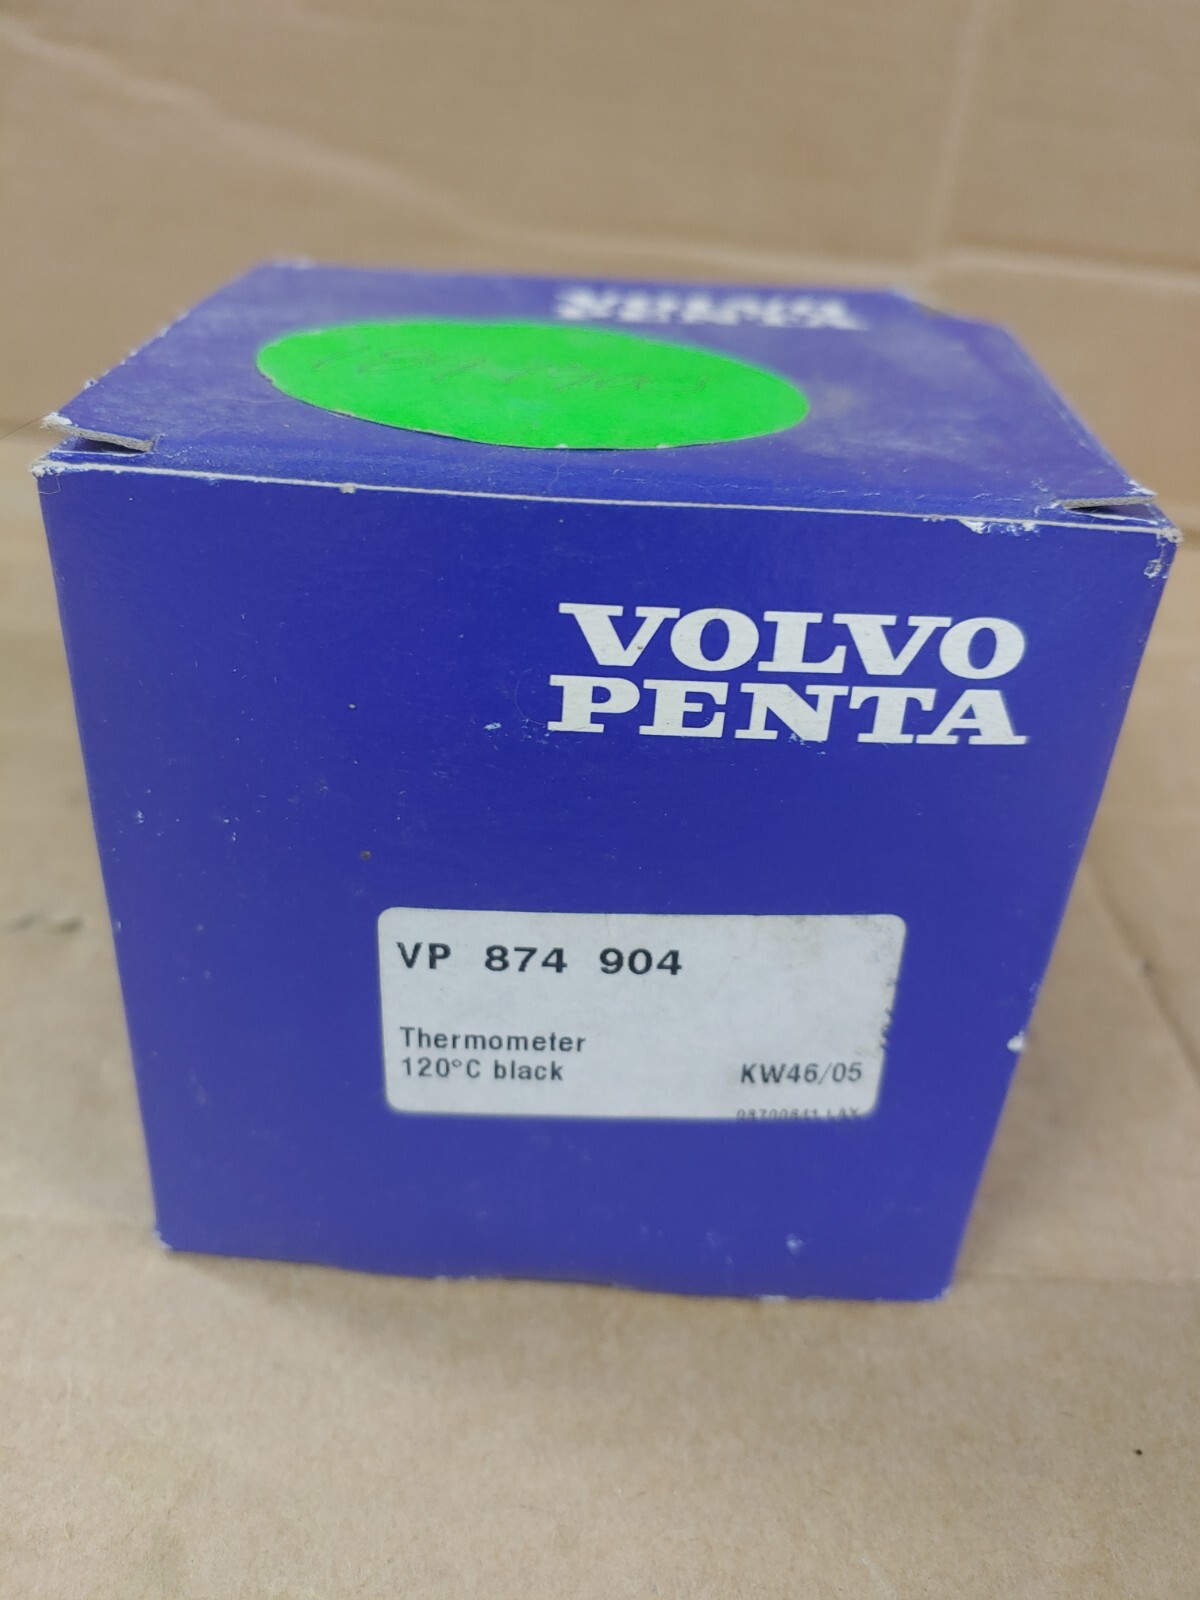 VOLVO
PENTA
VOLVO
PENTA
VP 874 904
Thermometer
120°C black
KW46/05